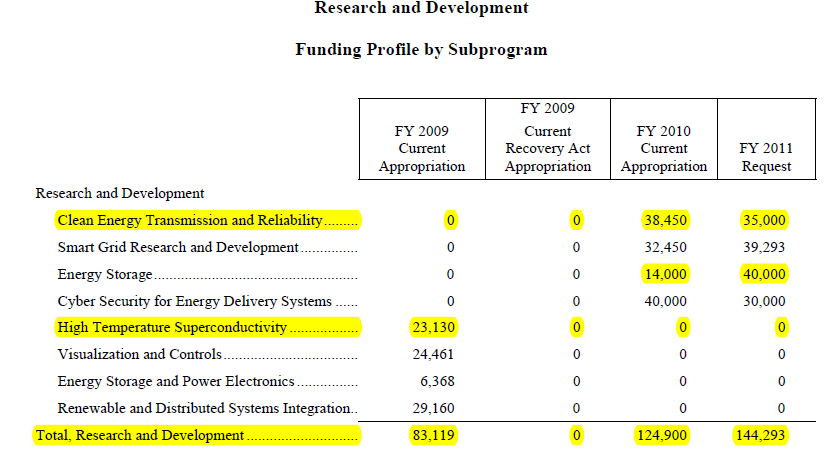 Research and Development
Funding Profile by Subprogram
FY 2009 Current Appropriation
FY 2009 Current Recovery Act Appropriation
FY 2010 Current Appropriation
FY 2011 Request
Research and Development
Clean Energy Transmission and Reliability......... 0 0 38,450 35,000
Smart Grid Research and Development............... 0 0 32,450 39,293
Energy Storage...................................................... 0 0 14,000 40,000
Cyber Security for Energy Delivery Systems ...... 0 0 40,000 30,000
High Temperature Superconductivity .................. 23,130 0 0 0
Visualization and Controls................................... 24,461 0 0 0
Energy Storage and Power Electronics ................ 6,368 0 0 0
Renewable and Distributed Systems Integration.. 29,160 0 0 0
Total, Research and Development ............................. 83,119 0 124,900 144,293